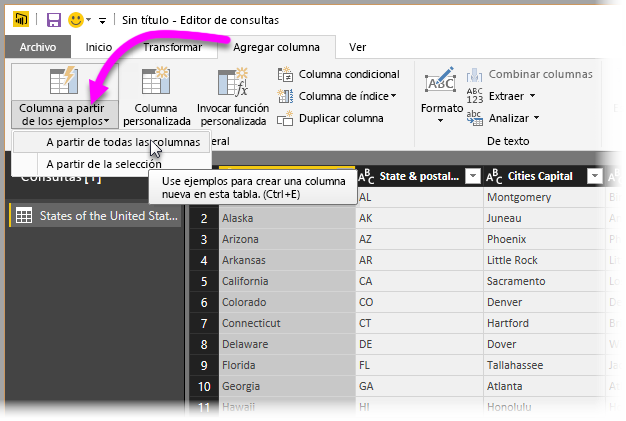 Sin título - Editor de consultas
Archivo Inicio Transformar Agregar columna Ver
Columna a partir
de los ejemplos
Columna
personalizada
Invocar función
personalizada
Columna condicional
Columna de índice
Duplicar columna
Formato
ABC
ABC
123
abc
Combinar columnas
Extraer
Analizar
eral
De texto
A partir de todas las columnas
A partir de la selección
Use ejemplos para crear una columna
nueva en esta tabla. (Ctrl+E)
Consultas [1]
States of the United Stat...
ABC State & postal... ABC Cities Capital ABC
AL Montgomery
2 Alaska AK Juneau
3 Arizona AZ Phoenix
4 Arkansas AR Little Rock
5 California CA Sacramento
6 Colorado CO Denver
7 Connecticut CT Hartford
8 Delaware DE Dover
9 Florida FL Tallahassee
10 Georgia GA Atlanta
11 Hawaii HI Honolulu